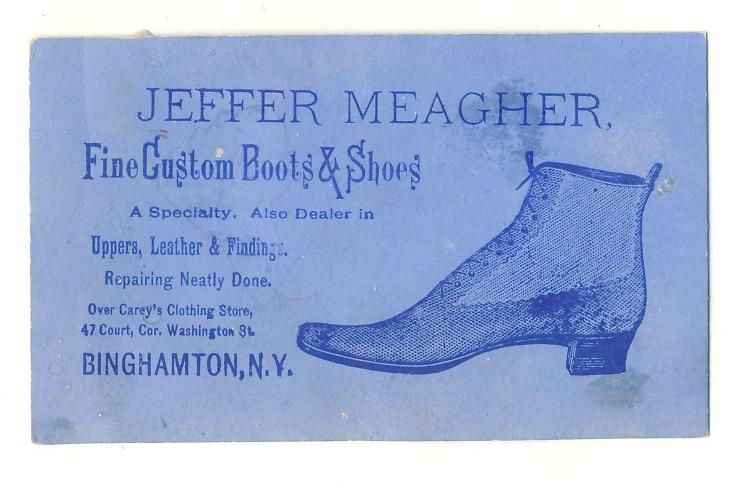 JEFFER MEAGHER,
Fine Custom Boots & Shoes
A Specialty. Also Dealer in
Uppers, Leather & Findings.
Repairing Neatly Done.
Over Carey's Clothing Store,
47 Court, Cor. Washington St.
BINGHAMTON, N.Y.